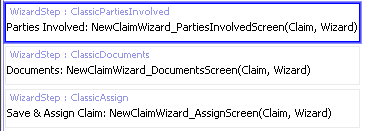 WizardStep : ClassicPartiesInvolved
Parties Involved: NewClaimWizard_PartiesInvolvedScreen(Claim, Wizard)
WizardStep : ClassicDocuments
Documents: NewClaimWizard_DocumentsScreen(Claim, Wizard)
WizardStep : ClassicAssign
Save & Assign Claim: NewClaimWizard_AssignScreen(Claim, Wizard)